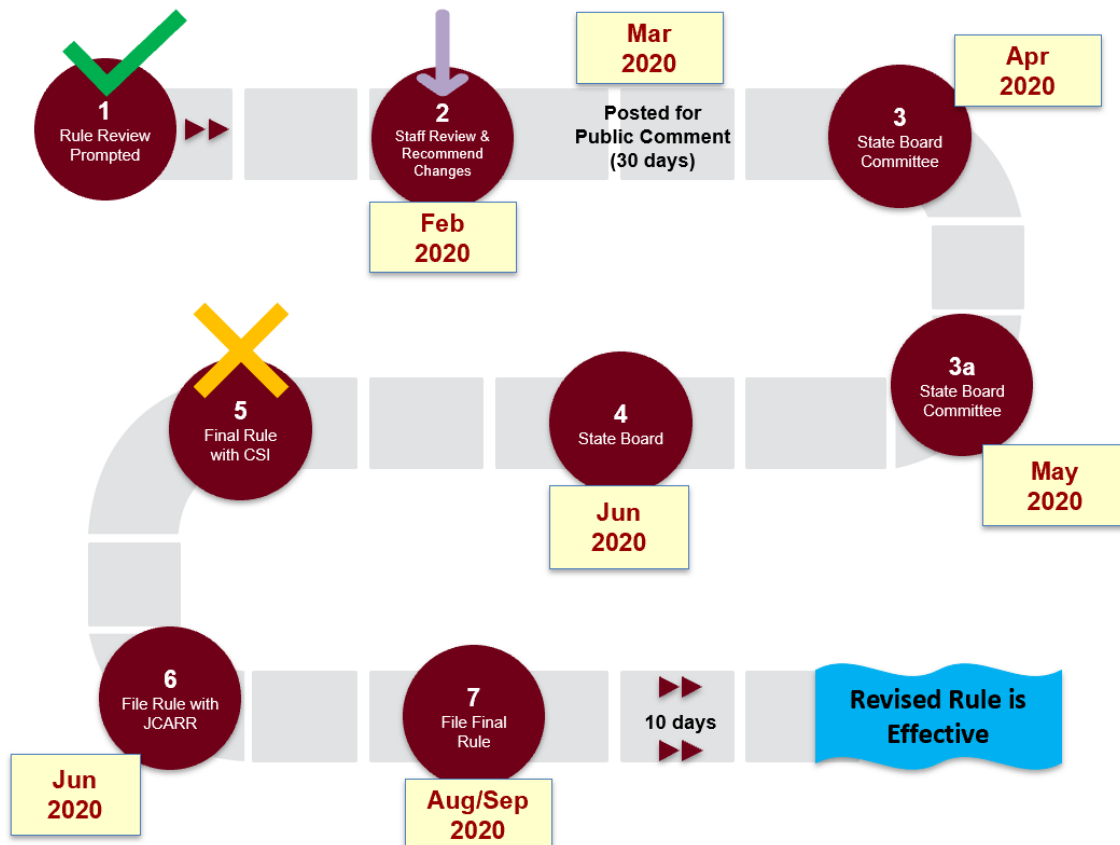 1
Rule Review
Prompted
2
Staff Review &
Recommend
Changes
Feb
2020
Mar
2020
Posted for
Public Comment
(30 days)
3
State Board
Committee
Apr
2020
3a
State Board
Committee
May
2020
4
State Board
Jun
2020
5
Final Rule
with CSI
6
File Rule with
JCARR
Jun
2020
7
File Final
Rule
Aug/Sep
2020
10 days
Revised Rule is
Effective